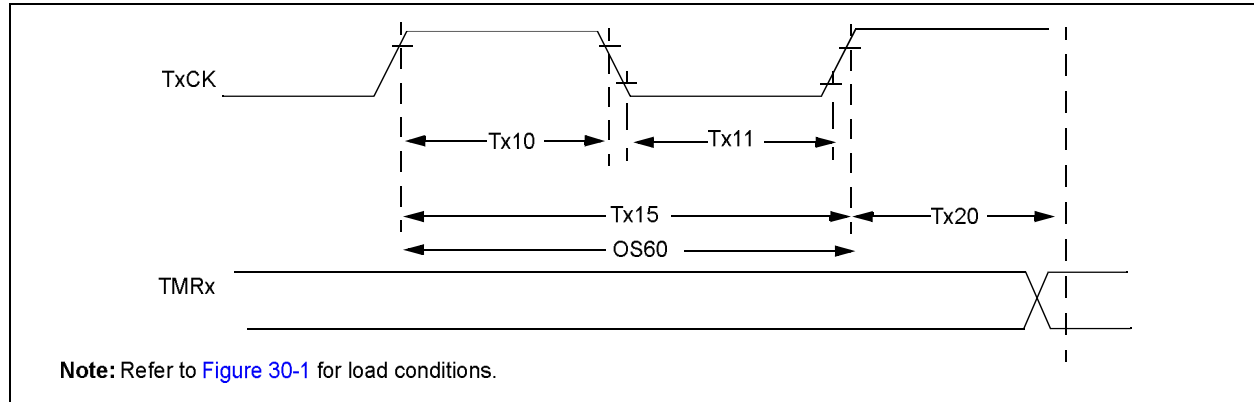 TxCK
Tx10
Tx11
Tx15
Tx20
OS60
TMRx
Note: Refer to Figure 30-1 for load conditions.